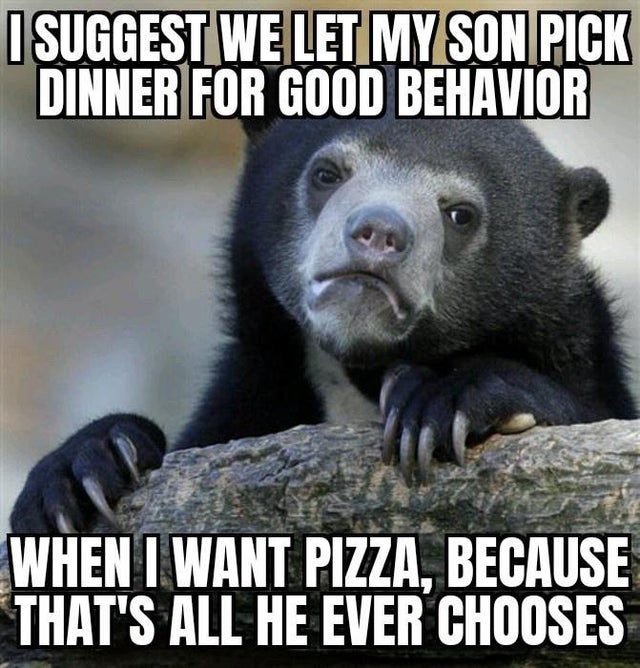 I SUGGEST WE LET MY SON PICK
DINNER FOR GOOD BEHAVIOR
WHEN I WANT PIZZA, BECAUSE
THAT'S ALL HE EVER CHOOSES